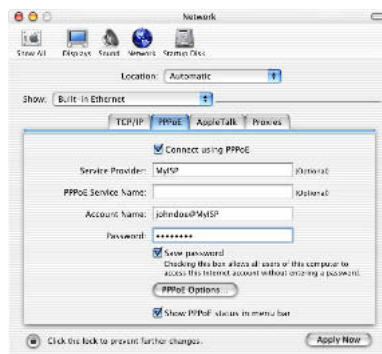 Network
Show All Displays Sound Network Startup Disk
Location: Automatic
Show: Built-in Ethernet
TCP/IP PPPoE AppleTalk Proxies
Connect using PPPoE
Service Provider: MyISP (Optional)
PPPoE Service Name: (Optional)
Account Name: johndoe@MyISP
Password: ••••••••
Save password
Checking this box allows all users of this computer to
access this Internet account without entering a password.
PPPoE Options...
Show PPPoE status in menu bar
Click the lock to prevent further changes. Apply Now